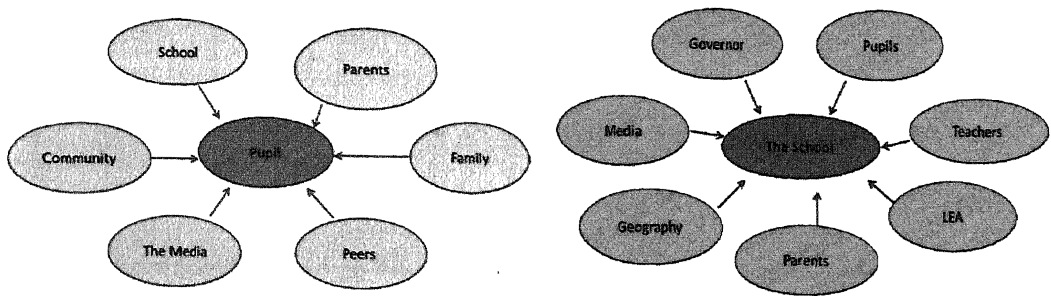 School
Parents
Community
Pupil
Family
The Media
Peers
Governor
Pupils
Media
The School
Teachers
Geography
LEA
Parents